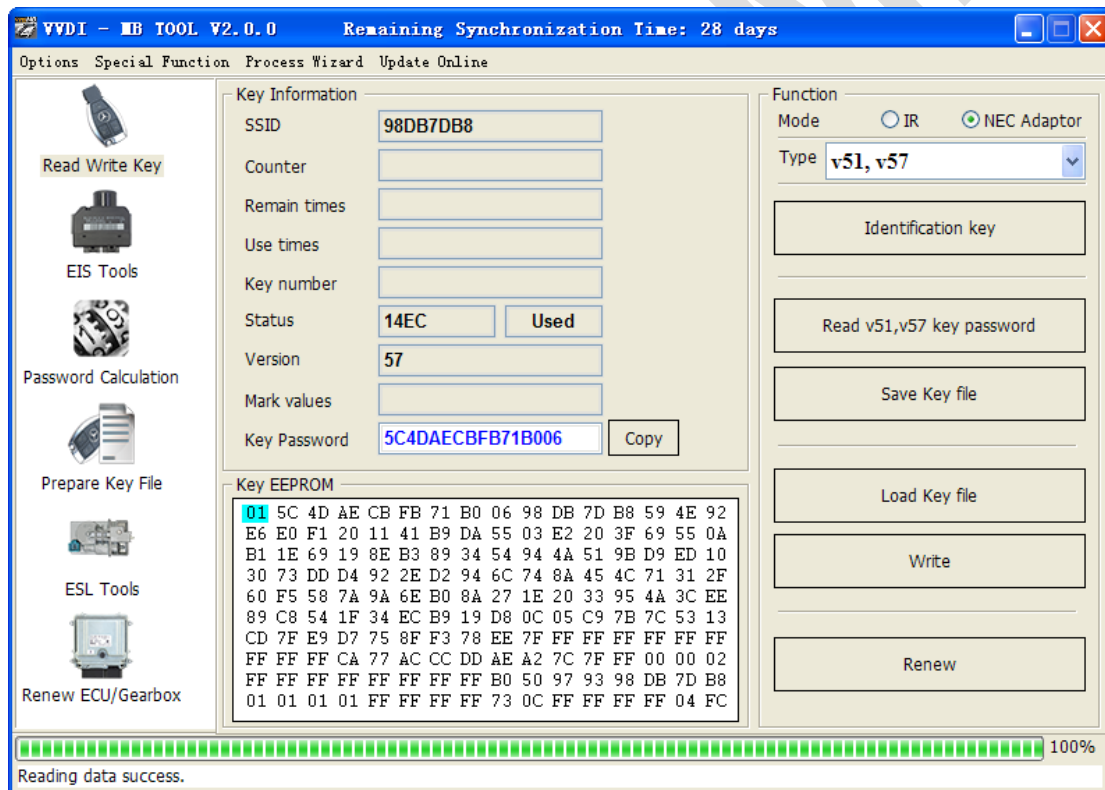 VVDI - MB TOOL V2.0.0 Remaining Synchronization Time: 28 days
Options Special Function Process Wizard Update Online
Read Write Key
EIS Tools
Password Calculation
Prepare Key File
ESL Tools
Renew ECU/Gearbox
Key Information
SSID 98DB7DB8
Counter
Remain times
Use times
Key number
Status 14EC Used
Version 57
Mark values
Key Password 5C4DAECBFB71B006 Copy
Key EEPROM
01 5C 4D AE CB FB 71 B0 06 98 DB 7D B8 59 4E 92
E6 E0 F1 20 11 41 B9 DA 55 03 E2 20 3F 69 55 0A
B1 1E 69 19 8E B3 89 34 54 94 4A 51 9B D9 ED 10
30 73 DD D4 92 2E D2 94 6C 74 8A 45 4C 71 31 2F
60 F5 58 7A 9A 6E B0 8A 27 1E 20 33 95 4A 3C EE
89 C8 54 1F 34 EC B9 19 D8 0C 05 C9 7B 7C 53 13
CD 7F E9 D7 75 8F F3 78 EE 7F FF FF FF FF FF FF
FF FF FF CA 77 AC CC DD AE A2 7C 7F FF 00 00 02
FF FF FF FF FF FF FF FF B0 50 97 93 98 DB 7D B8
01 01 01 01 FF FF FF FF 73 0C FF FF FF FF 04 FC
Function
Mode IR NEC Adaptor
Type v51, v57
Identification key
Read v51,v57 key password
Save Key file
Load Key file
Write
Renew
100%
Reading data success.